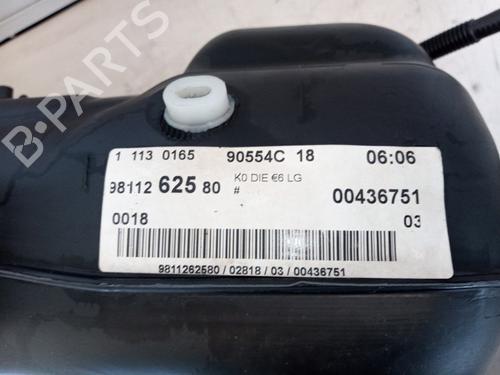 B-PARTS
1 113 0165 90554C 18 06:06
98112 625 80 K0 DIE €6 LG
# 00436751
0018 03
9811262580 / 02818 / 03 / 00436751